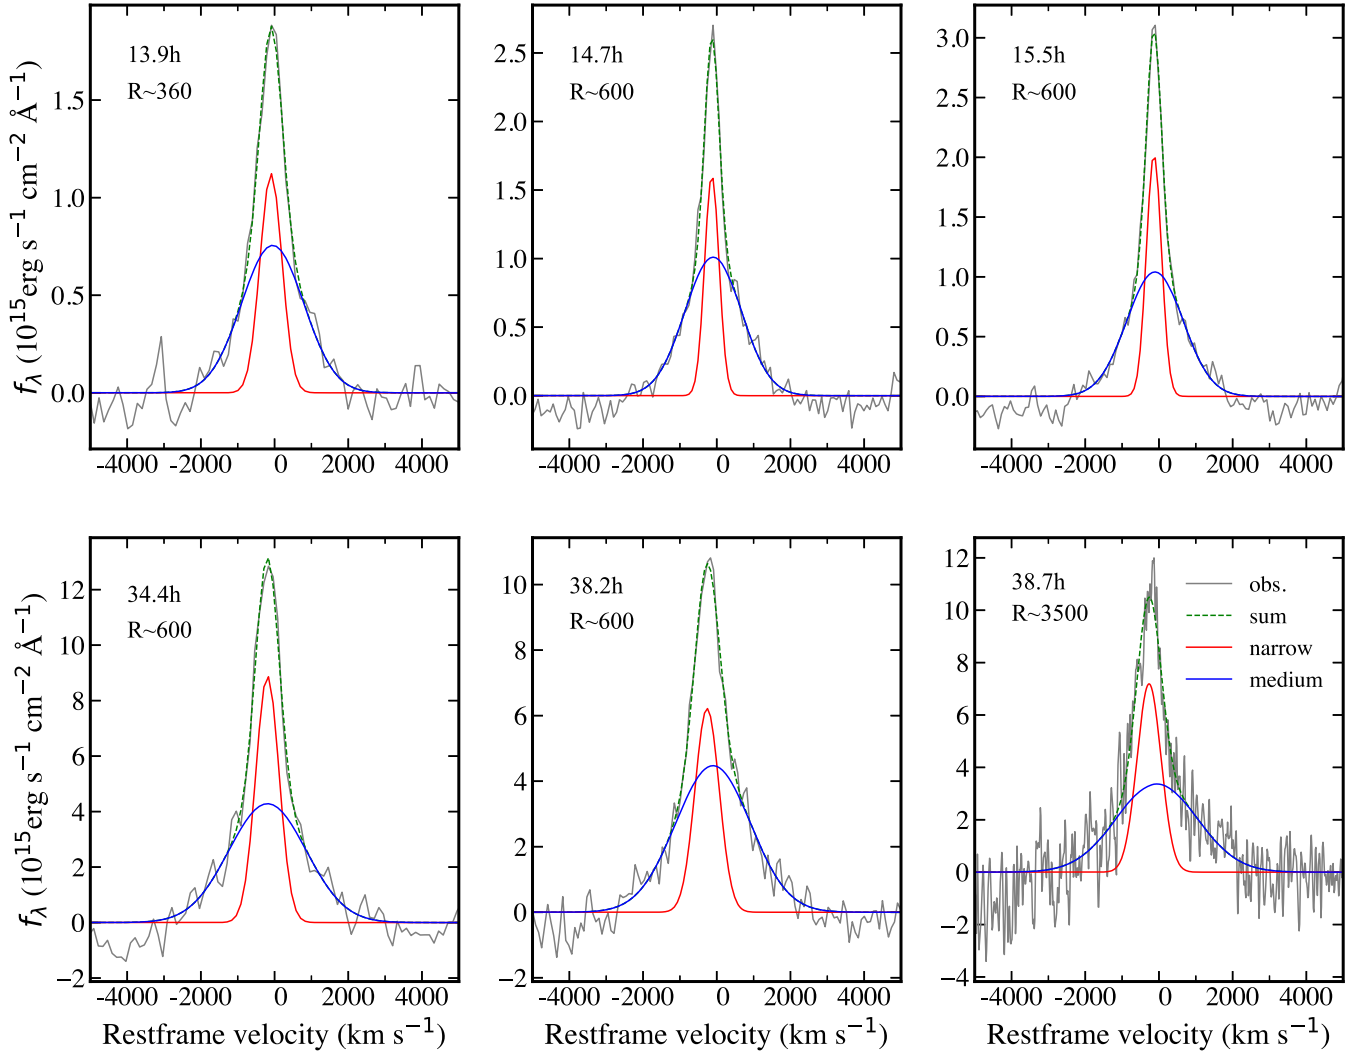 13.9h
R~360
1.5
1.0
0.5
0.0
-4000 -2000 0 2000 4000
f_λ (10^15 erg s^−1 cm^−2 Å^−1)
14.7h
R~600
2.5
2.0
1.5
1.0
0.5
0.0
-4000 -2000 0 2000 4000
15.5h
R~600
3.0
2.5
2.0
1.5
1.0
0.5
0.0
-4000 -2000 0 2000 4000
34.4h
R~600
12
10
8
6
4
2
0
−2
-4000 -2000 0 2000 4000
f_λ (10^15 erg s^−1 cm^−2 Å^−1)
Restframe velocity (km s^−1)
38.2h
R~600
10
8
6
4
2
0
−2
-4000 -2000 0 2000 4000
Restframe velocity (km s^−1)
38.7h
R~3500
obs.
sum
narrow
medium
12
10
8
6
4
2
0
−2
−4
-4000 -2000 0 2000 4000
Restframe velocity (km s^−1)